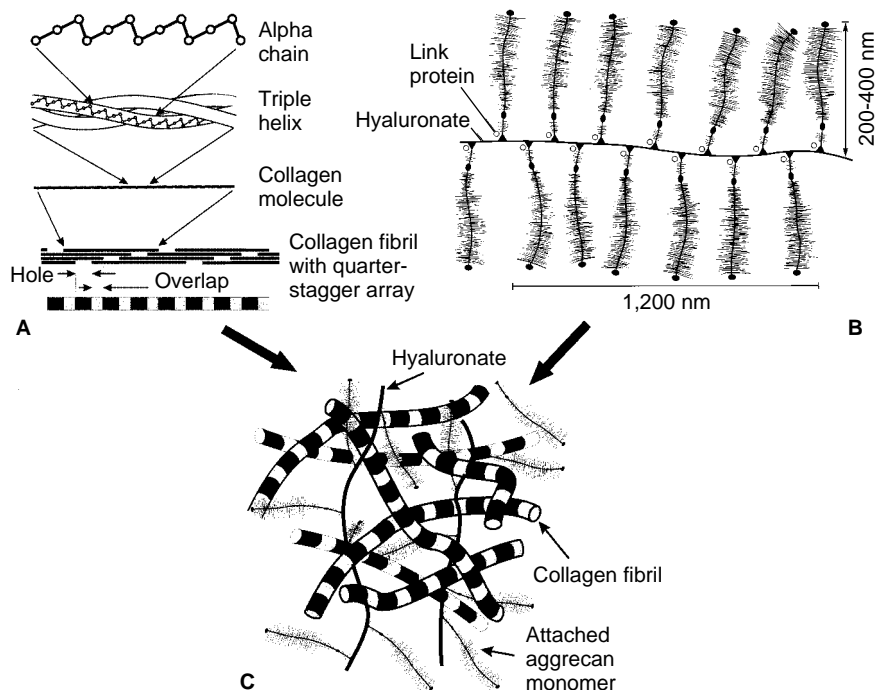 Alpha
chain
Triple
helix
Collagen
molecule
Collagen fibril
with quarter-
stagger array
Hole
Overlap
A
Link
protein
Hyaluronate
200-400 nm
1,200 nm
B
Hyaluronate
Collagen fibril
Attached
aggrecan
monomer
C